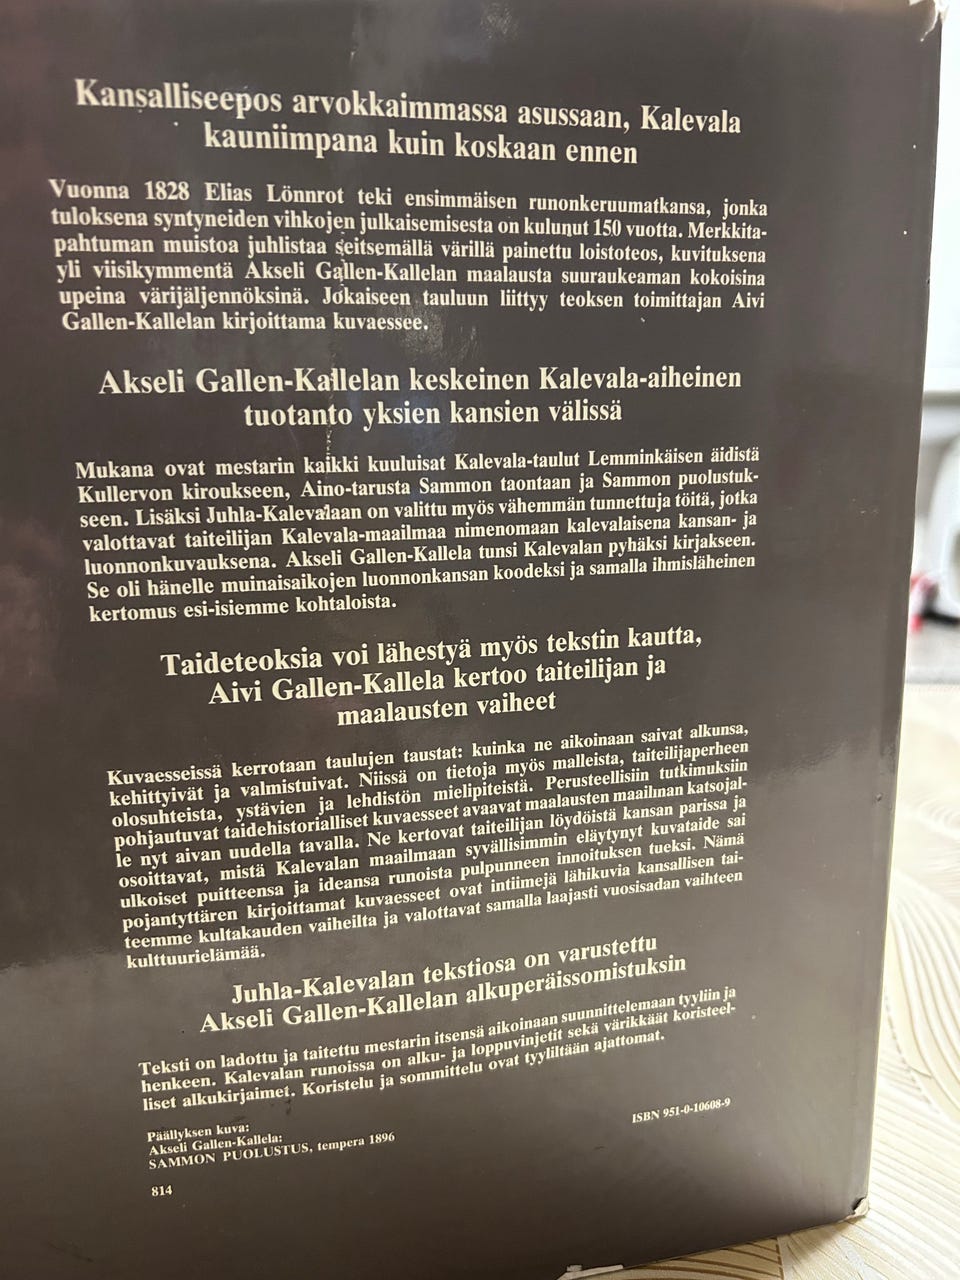 Kansalliseepos arvokkaimmassa asussaan, Kalevala
kauniimpana kuin koskaan ennen
Vuonna 1828 Elias Lönnrot teki ensimmäisen runonkeruumatkansa, jonka
tuloksena syntyneiden vihkojen julkaisemisesta on kulunut 150 vuotta. Merkkita-
pahtuman muistoa juhlistaa seitsemällä värillä painettu loistoteos, kuvituksena
yli viisikymmentä Akseli Gallen-Kallelan maalausta suuraukeaman kokoisina
upeina värijäljennöksinä. Jokaiseen tauluun liittyy teoksen toimittajan Aivi
Gallen-Kallelan kirjoittama kuvaessee.
Akseli Gallen-Kallelan keskeinen Kalevala-aiheinen
tuotanto yksien kansien välissä
Mukana ovat mestarin kaikki kuuluisat Kalevala-taulut Lemminkäisen äidistä
Kullervon kiroukseen, Aino-tarusta Sammon taontaan ja Sammon puolustuk-
seen. Lisäksi Juhla-Kalevalaan on valittu myös vähemmän tunnettuja töitä, jotka
valottavat taiteilijan Kalevala-maailmaa nimenomaan kalevalaisena kansan- ja
luonnonkuvauksena. Akseli Gallen-Kallela tunsi Kalevalan pyhäksi kirjakseen.
Se oli hänelle muinaisaikojen luonnonkansan koodeksi ja samalla ihmisläheinen
kertomus esi-isiemme kohtaloista.
Taideteoksia voi lähestyä myös tekstin kautta,
Aivi Gallen-Kallela kertoo taiteilijan ja
maalausten vaiheet
Kuvaesseissä kerrotaan taulujen taustat: kuinka ne aikoinaan saivat alkunsa,
kehittyivät ja valmistuivat. Niissä on tietoja myös malleista, taiteilijaperheen
olosuhteista, ystävien ja lehdistön mielipiteistä. Perusteellisiin tutkimuksiin
pohjautuvat taidehistorialliset kuvaesseet avaavat maalausten maailman katsojal-
le nyt aivan uudella tavalla. Ne kertovat taiteilijan löydöistä kansan parissa ja
osoittavat, mistä Kalevalan maailmaan syvällisimmin eläytynyt kuvataide sai
ulkoiset puitteensa ja ideansa runoista pulpunneen innoituksen tueksi. Nämä
pojantyttären kirjoittamat kuvaesseet ovat intiimejä lähikuvia kansallisen tai-
teemme kultakauden vaiheilta ja valottavat samalla laajasti vuosisadan vaihteen
kulttuurielämää.
Juhla-Kalevalan tekstiosa on varustettu
Akseli Gallen-Kallelan alkuperäissomistuksin
Teksti on ladottu ja taitettu mestarin itsensä aikoinaan suunnittelemaan tyyliin ja
henkeen. Kalevalan runoissa on alku- ja loppuvinjetit sekä värikkäät koristeel-
liset alkukirjaimet. Koristelu ja sommittelu ovat tyyliltään ajattomat.
Päällyksen kuva:
Akseli Gallen-Kallela:
SAMMON PUOLUSTUS, tempera 1896
ISBN 951-0-10608-9
814